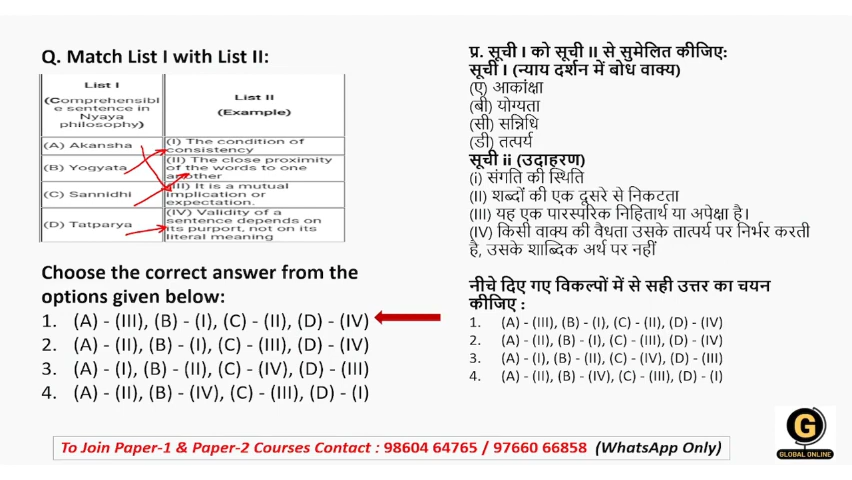 Q. Match List I with List II:
List I
(Comprehensibl
e sentence in
Nyaya
philosophy)
List II
(Example)
(A) Akansha
(I) The condition of
consistency
(B) Yogyata
(II) The close proximity
of the words to one
another
(C) Sannidhi
(III) It is a mutual
implication or
expectation.
(D) Tatparya
(IV) Validity of a
sentence depends on
its purport, not on its
literal meaning
Choose the correct answer from the
options given below:
1. (A) - (III), (B) - (I), (C) - (II), (D) - (IV)
2. (A) - (II), (B) - (I), (C) - (III), (D) - (IV)
3. (A) - (I), (B) - (II), (C) - (IV), (D) - (III)
4. (A) - (II), (B) - (IV), (C) - (III), (D) - (I)
प्र. सूची I को सूची II से सुमेलित कीजिए:
सूची I (न्याय दर्शन में बोध वाक्य)
(ए) आकांक्षा
(बी) योग्यता
(सी) सन्निधि
(डी) तत्पर्य
सूची ii (उदाहरण)
(i) संगति की स्थिति
(II) शब्दों की एक दूसरे से निकटता
(III) यह एक पारस्परिक निहितार्थ या अपेक्षा है।
(IV) किसी वाक्य की वैधता उसके तात्पर्य पर निर्भर करती
है, उसके शाब्दिक अर्थ पर नहीं
नीचे दिए गए विकल्पों में से सही उत्तर का चयन
कीजिए :
1. (A) - (III), (B) - (I), (C) - (II), (D) - (IV)
2. (A) - (II), (B) - (I), (C) - (III), (D) - (IV)
3. (A) - (I), (B) - (II), (C) - (IV), (D) - (III)
4. (A) - (II), (B) - (IV), (C) - (III), (D) - (I)
To Join Paper-1 & Paper-2 Courses Contact : 98604 64765 / 97660 66858 (WhatsApp Only)
G
GLOBAL ONLINE